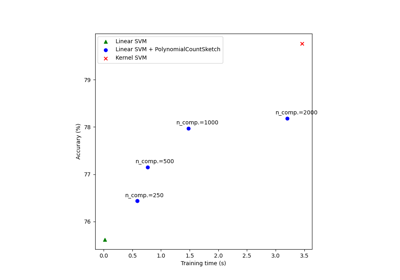 Linear SVM
Linear SVM + PolynomialCountSketch
Kernel SVM
79
n_comp.=2000
n_comp.=1000
78
n_comp.=500
77
n_comp.=250
76
Accurary (%)
0.0 0.5 1.0 1.5 2.0 2.5 3.0 3.5
Training time (s)